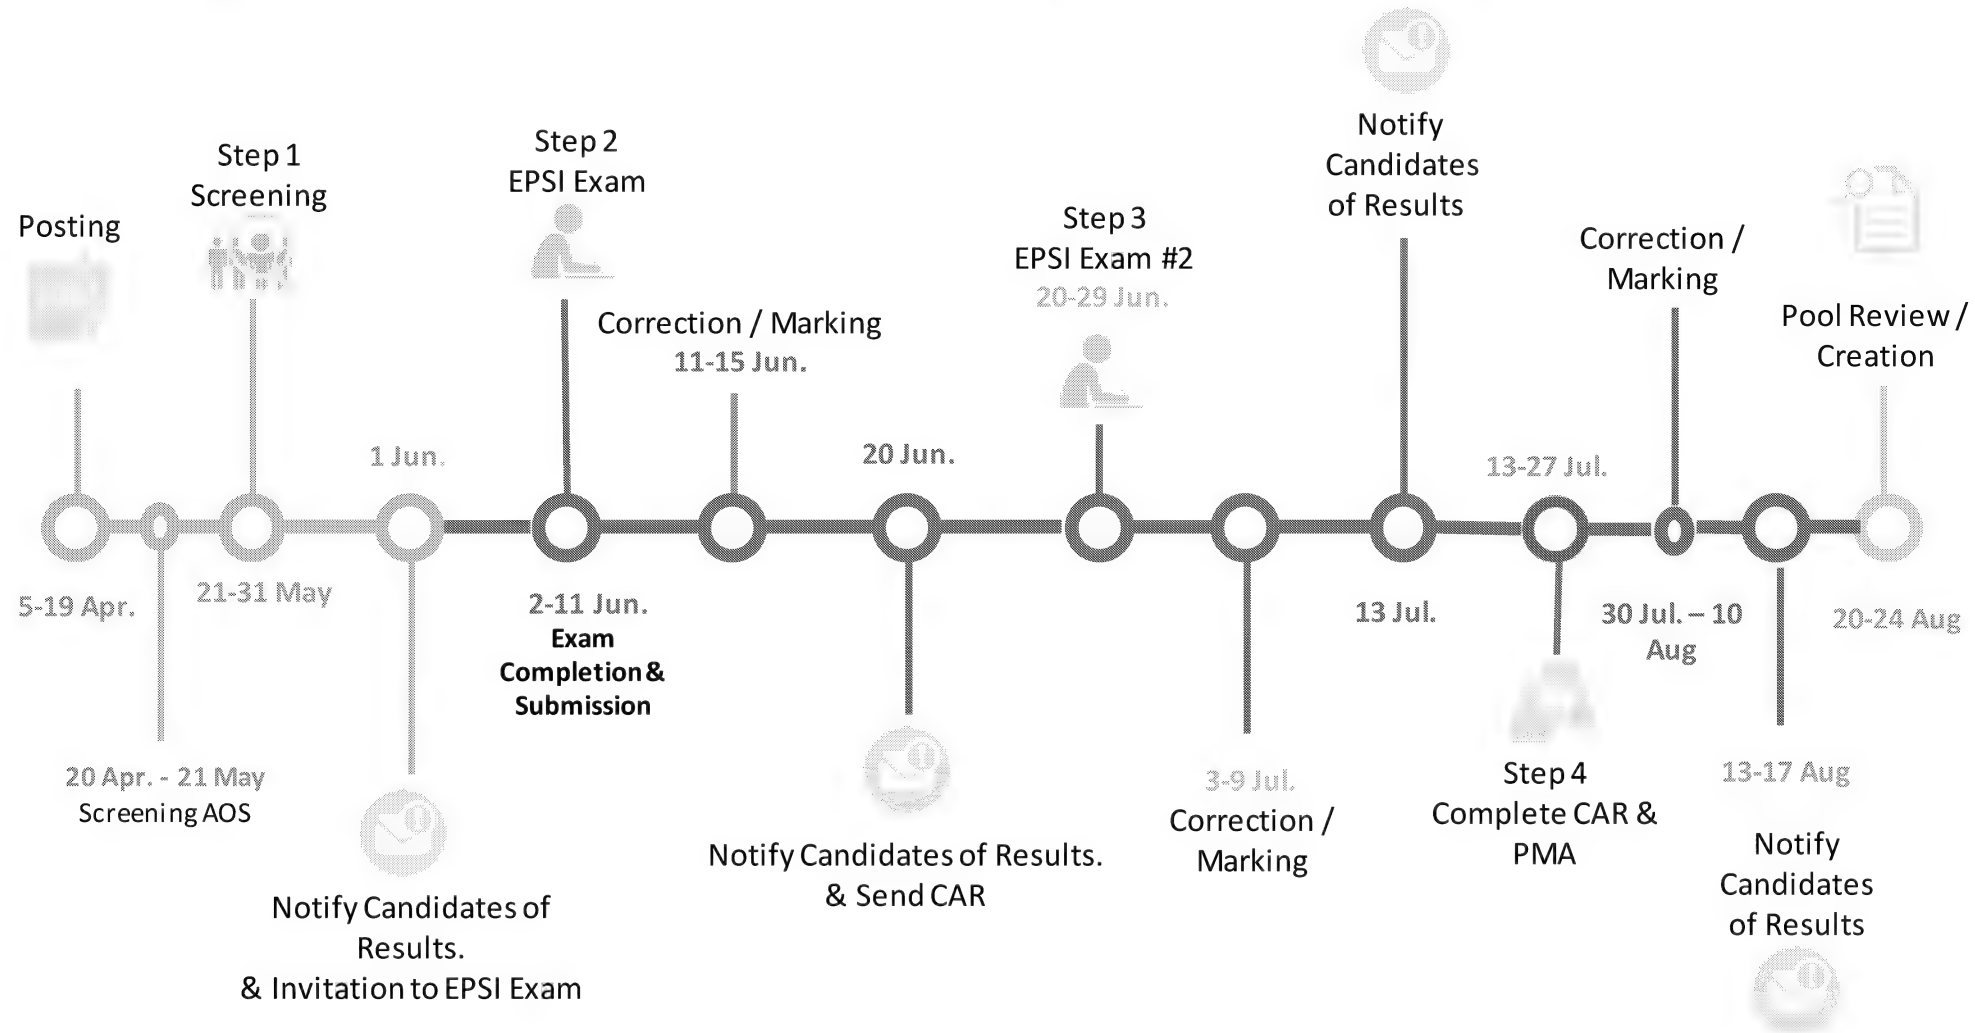 Posting
5-19 Apr.
20 Apr. - 21 May
Screening AOS
Step 1
Screening
21-31 May
1 Jun.
Notify Candidates of
Results.
& Invitation to EPSI Exam
Step 2
EPSI Exam
2-11 Jun.
Exam
Completion &
Submission
Correction / Marking
11-15 Jun.
20 Jun.
Notify Candidates of Results.
& Send CAR
Step 3
EPSI Exam #2
20-29 Jun.
3-9 Jul.
Correction /
Marking
Notify
Candidates
of Results
13 Jul.
13-27 Jul.
Step 4
Complete CAR &
PMA
Correction /
Marking
30 Jul. – 10
Aug
13-17 Aug
Notify
Candidates
of Results
Pool Review /
Creation
20-24 Aug